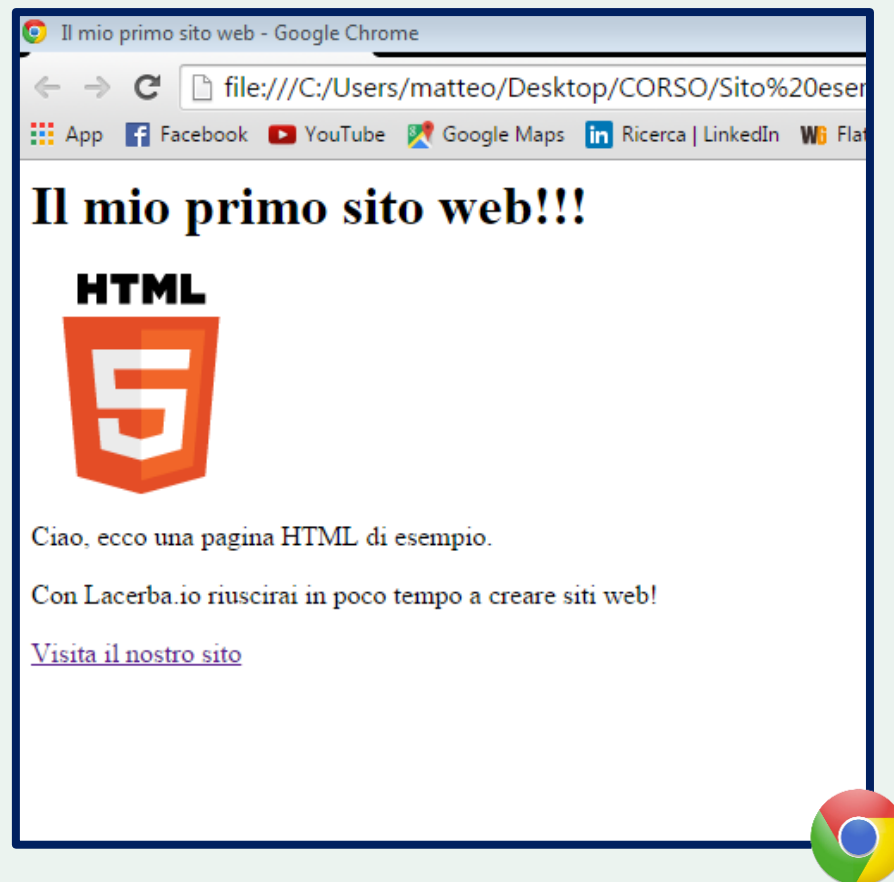 Il mio primo sito web - Google Chrome
file:///C:/Users/matteo/Desktop/CORSO/Sito%20eser
App Facebook YouTube Google Maps Ricerca | LinkedIn Flat
Il mio primo sito web!!!
HTML
5
Ciao, ecco una pagina HTML di esempio.
Con Lacerba.io riuscirai in poco tempo a creare siti web!
Visita il nostro sito